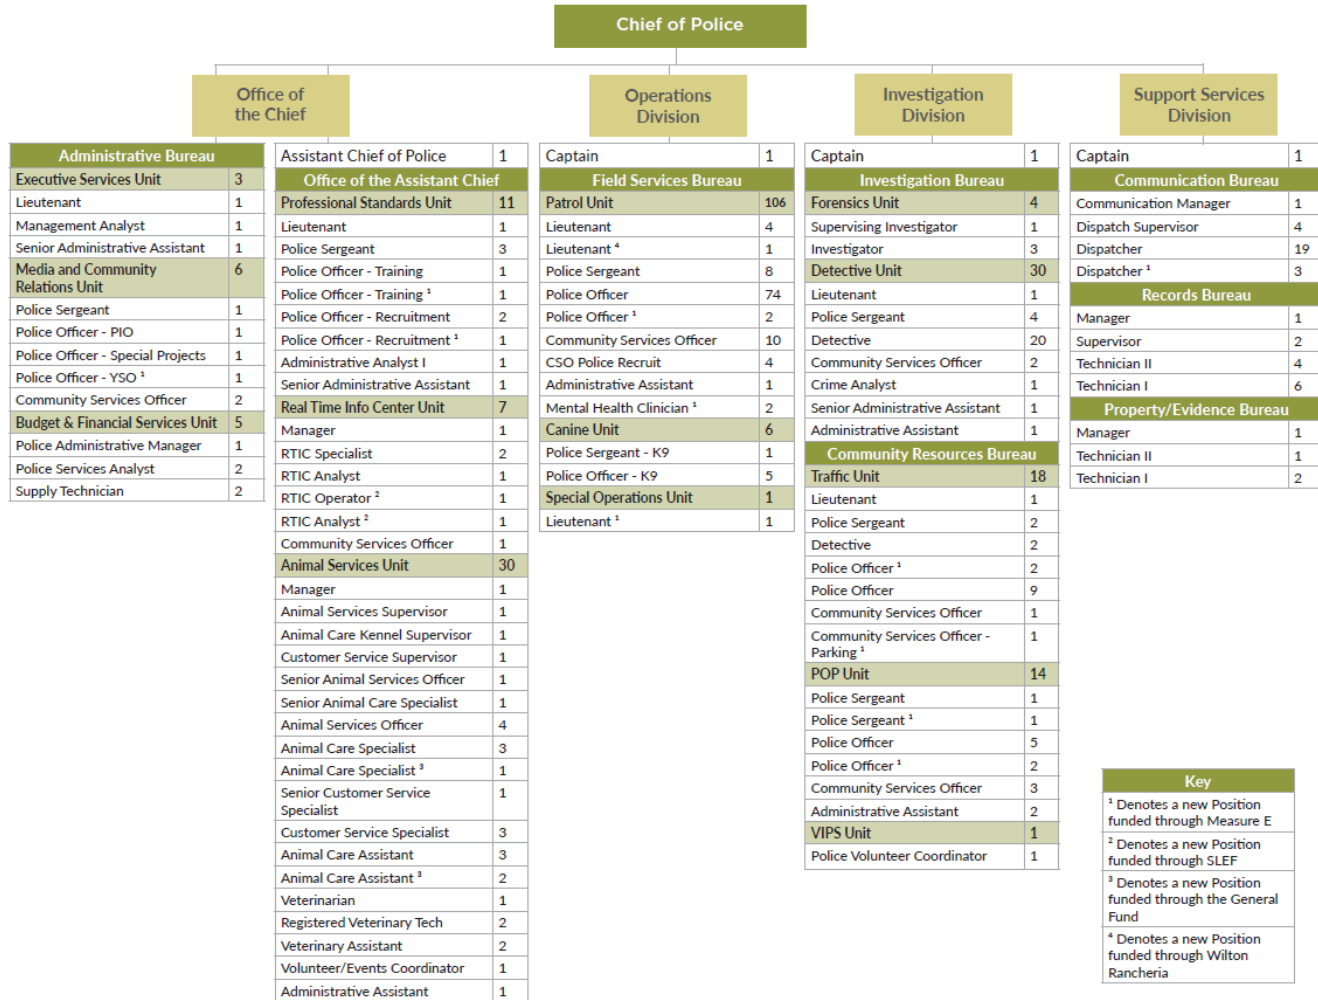 Chief of Police
Office of
the Chief
Operations
Division
Investigation
Division
Support Services
Division
Administrative Bureau
Executive Services Unit 3
Lieutenant 1
Management Analyst 1
Senior Administrative Assistant 1
Media and Community 6
Relations Unit
Police Sergeant 1
Police Officer - PIO 1
Police Officer - Special Projects 1
Police Officer - YSO ¹ 1
Community Services Officer 2
Budget & Financial Services Unit 5
Police Administrative Manager 1
Police Services Analyst 2
Supply Technician 2
Assistant Chief of Police 1
Office of the Assistant Chief
Professional Standards Unit 11
Lieutenant 1
Police Sergeant 3
Police Officer - Training 1
Police Officer - Training ¹ 1
Police Officer - Recruitment 2
Police Officer - Recruitment ¹ 1
Administrative Analyst I 1
Senior Administrative Assistant 1
Real Time Info Center Unit 7
Manager 1
RTIC Specialist 2
RTIC Analyst 1
RTIC Operator ² 1
RTIC Analyst ² 1
Community Services Officer 1
Animal Services Unit 30
Manager 1
Animal Services Supervisor 1
Animal Care Kennel Supervisor 1
Customer Service Supervisor 1
Senior Animal Services Officer 1
Senior Animal Care Specialist 1
Animal Services Officer 4
Animal Care Specialist 3
Animal Care Specialist ³ 1
Senior Customer Service 1
Specialist
Customer Service Specialist 3
Animal Care Assistant 3
Animal Care Assistant ³ 2
Veterinarian 1
Registered Veterinary Tech 2
Veterinary Assistant 2
Volunteer/Events Coordinator 1
Administrative Assistant 1
Captain 1
Field Services Bureau
Patrol Unit 106
Lieutenant 4
Lieutenant ⁴ 1
Police Sergeant 8
Police Officer 74
Police Officer ¹ 2
Community Services Officer 10
CSO Police Recruit 4
Administrative Assistant 1
Mental Health Clinician ¹ 2
Canine Unit 6
Police Sergeant - K9 1
Police Officer - K9 5
Special Operations Unit 1
Lieutenant ¹ 1
Captain 1
Investigation Bureau
Forensics Unit 4
Supervising Investigator 1
Investigator 3
Detective Unit 30
Lieutenant 1
Police Sergeant 4
Detective 20
Community Services Officer 2
Crime Analyst 1
Senior Administrative Assistant 1
Administrative Assistant 1
Community Resources Bureau
Traffic Unit 18
Lieutenant 1
Police Sergeant 2
Detective 2
Police Officer ¹ 2
Police Officer 9
Community Services Officer 1
Community Services Officer - 1
Parking ¹
POP Unit 14
Police Sergeant 1
Police Sergeant ¹ 1
Police Officer 5
Police Officer ¹ 2
Community Services Officer 3
Administrative Assistant 2
VIPS Unit 1
Police Volunteer Coordinator 1
Captain 1
Communication Bureau
Communication Manager 1
Dispatch Supervisor 4
Dispatcher 19
Dispatcher ¹ 3
Records Bureau
Manager 1
Supervisor 2
Technician II 4
Technician I 6
Property/Evidence Bureau
Manager 1
Technician II 1
Technician I 2
Key
¹ Denotes a new Position
funded through Measure E
² Denotes a new Position
funded through SLEF
³ Denotes a new Position
funded through the General
Fund
⁴ Denotes a new Position
funded through Wilton
Rancheria